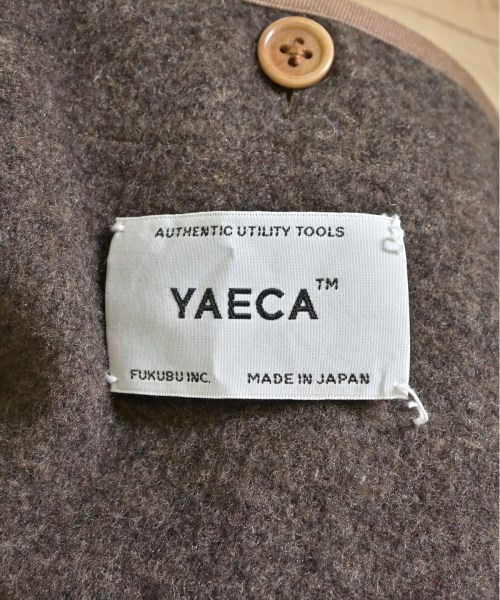 AUTHENTIC UTILITY TOOLS
YAECA™
FUKUBU INC. MADE IN JAPAN